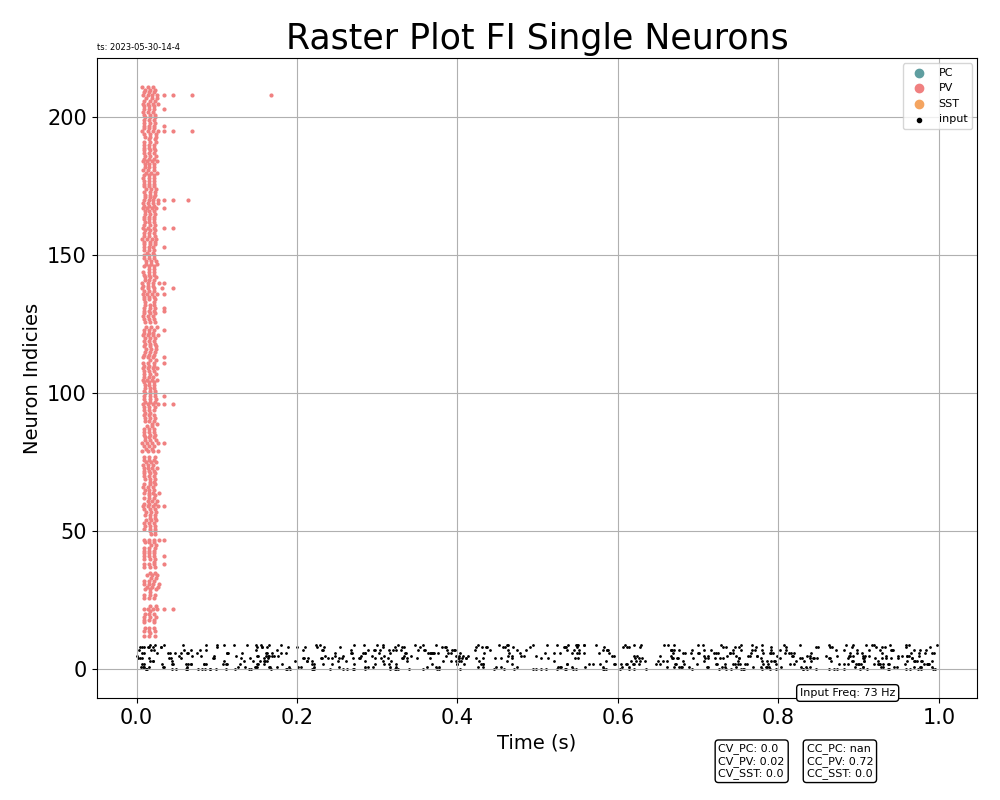 Raster Plot FI Single Neurons
ts: 2023-05-30-14-4
PC
PV
SST
input
Neuron Indicies
200
150
100
50
0
0.0 0.2 0.4 0.6 0.8 1.0
Input Freq: 73 Hz
Time (s)
CV_PC: 0.0
CV_PV: 0.02
CV_SST: 0.0
CC_PC: nan
CC_PV: 0.72
CC_SST: 0.0